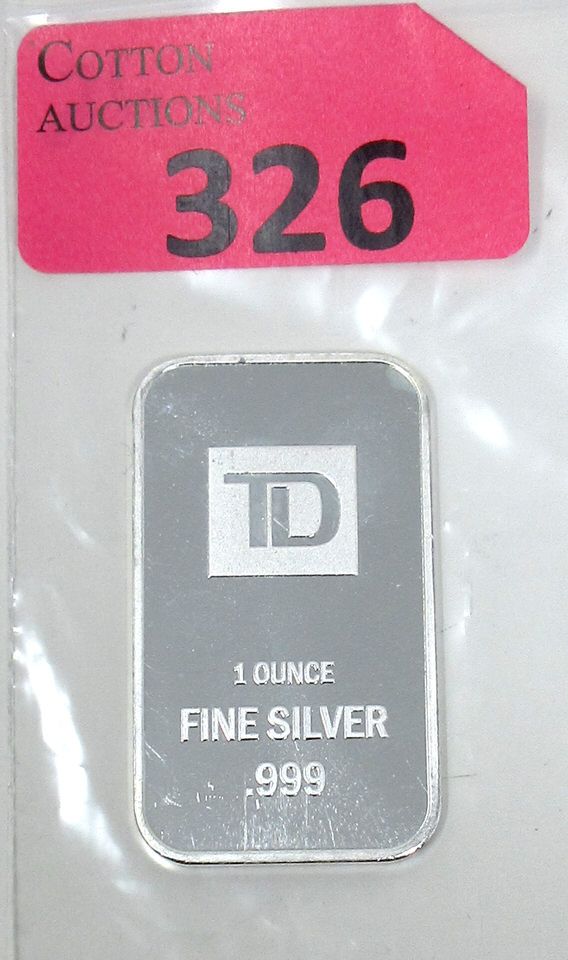 COTTON
AUCTIONS
326
TD
1 OUNCE
FINE SILVER
.999